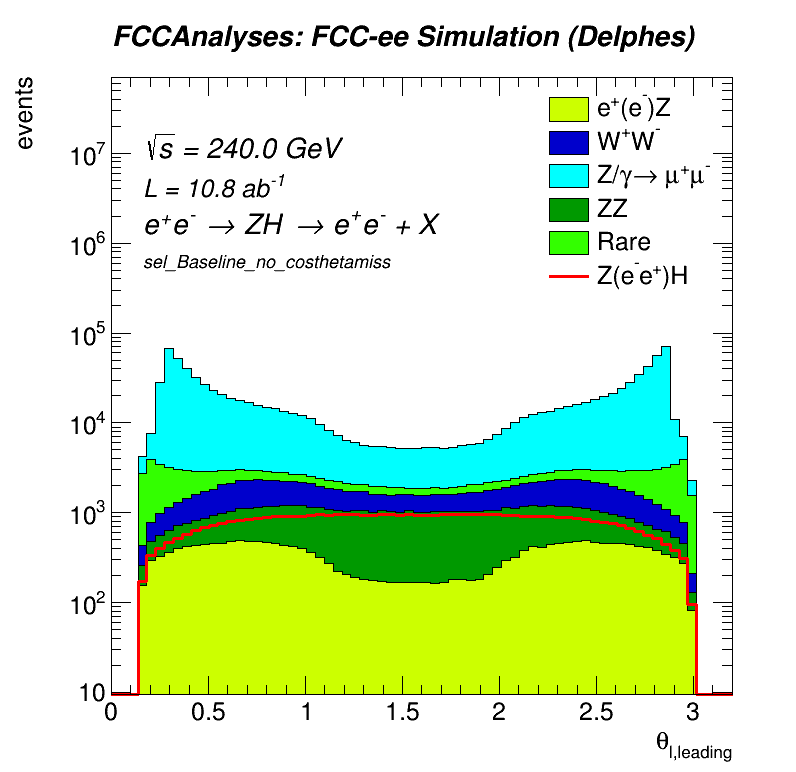 FCCAnalyses: FCC-ee Simulation (Delphes)
events
√s = 240.0 GeV
L = 10.8 ab⁻¹
e⁺e⁻ → ZH → e⁺e⁻ + X
sel_Baseline_no_costhetamiss
e⁺(e⁻)Z
W⁺W⁻
Z/γ→ μ⁺μ⁻
ZZ
Rare
Z(e⁻e⁺)H
10⁷
10⁶
10⁵
10⁴
10³
10²
10
0 0.5 1 1.5 2 2.5 3
θl,leading